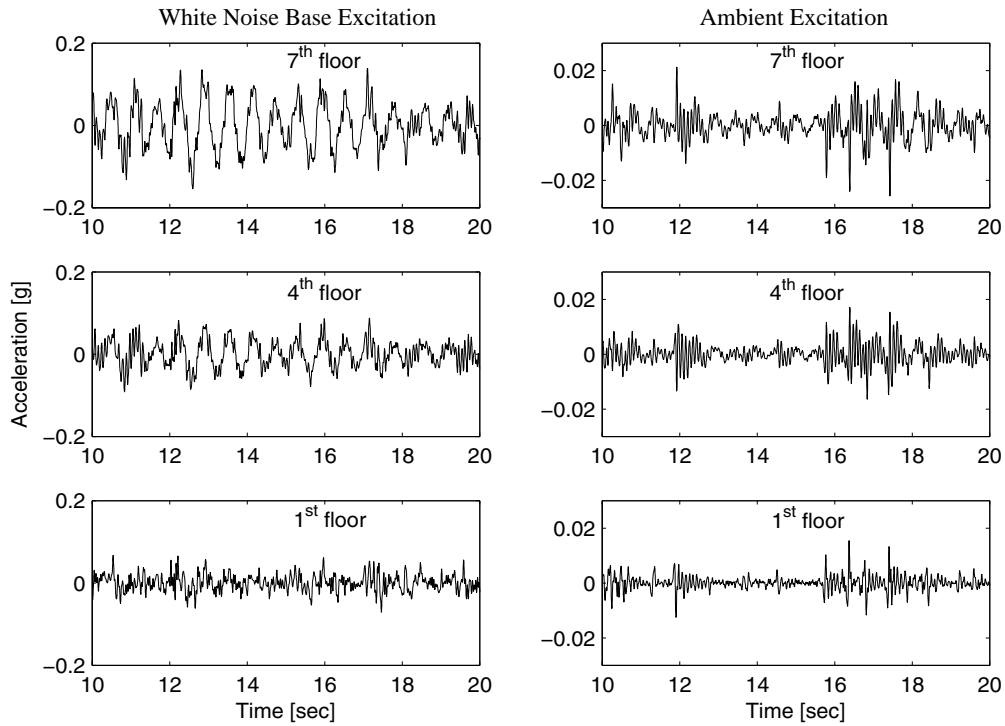 White Noise Base Excitation
Ambient Excitation
7th floor
0.2
0
−0.2
10 12 14 16 18 20
7th floor
0.02
0
−0.02
10 12 14 16 18 20
Acceleration [g]
4th floor
0.2
0
−0.2
10 12 14 16 18 20
4th floor
0.02
0
−0.02
10 12 14 16 18 20
1st floor
0.2
0
−0.2
10 12 14 16 18 20
Time [sec]
1st floor
0.02
0
−0.02
10 12 14 16 18 20
Time [sec]